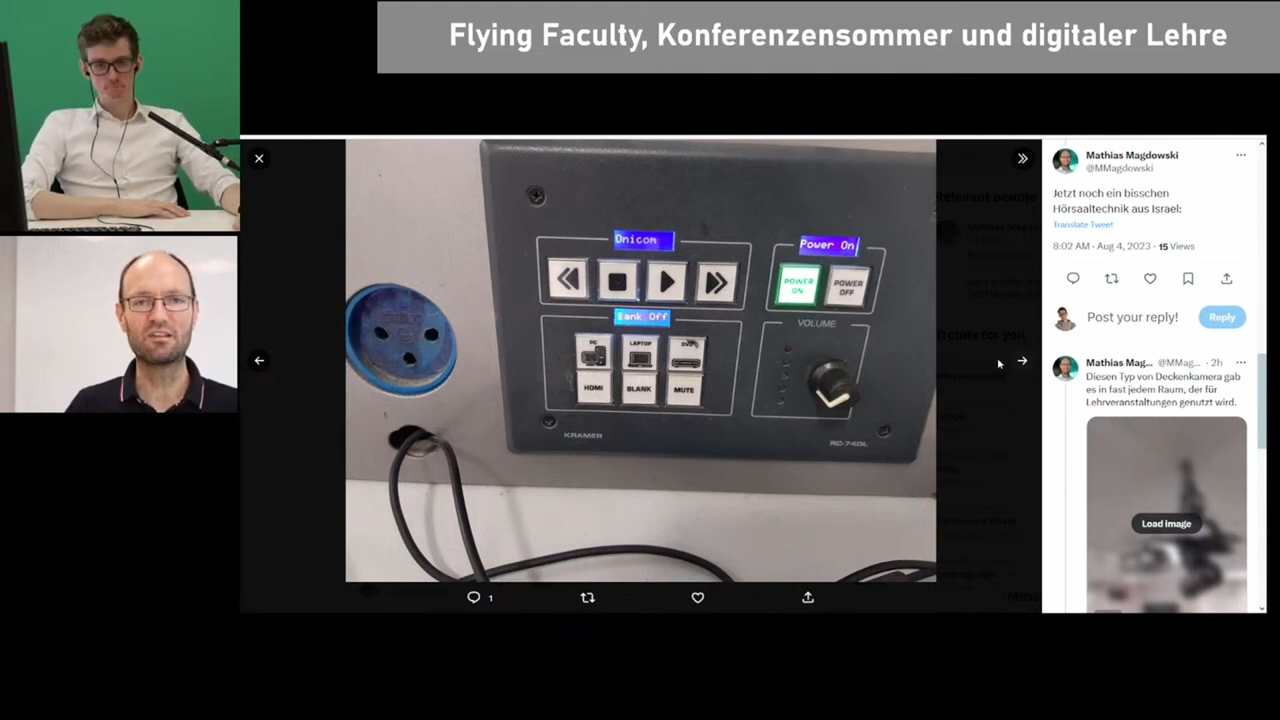 Flying Faculty, Konferenzensommer und digitaler Lehre
Onicom
Power On
POWER ON
POWER OFF
Bank Off
VOLUME
PC
LAPTOP
DVD
HDMI
BLANK
MUTE
KRAMER
RC-74DL
1
Relevant people
Trends for you
Mathias Magdowski
@MMagdowski
Jetzt noch ein bisschen
Hörsaaltechnik aus Israel:
Translate Tweet
8:02 AM · Aug 4, 2023 · 15 Views
Post your reply!
Reply
Mathias Mag... @MMag... · 2h
Diesen Typ von Deckenkamera gab
es in fast jedem Raum, der für
Lehrveranstaltungen genutzt wird.
Load image